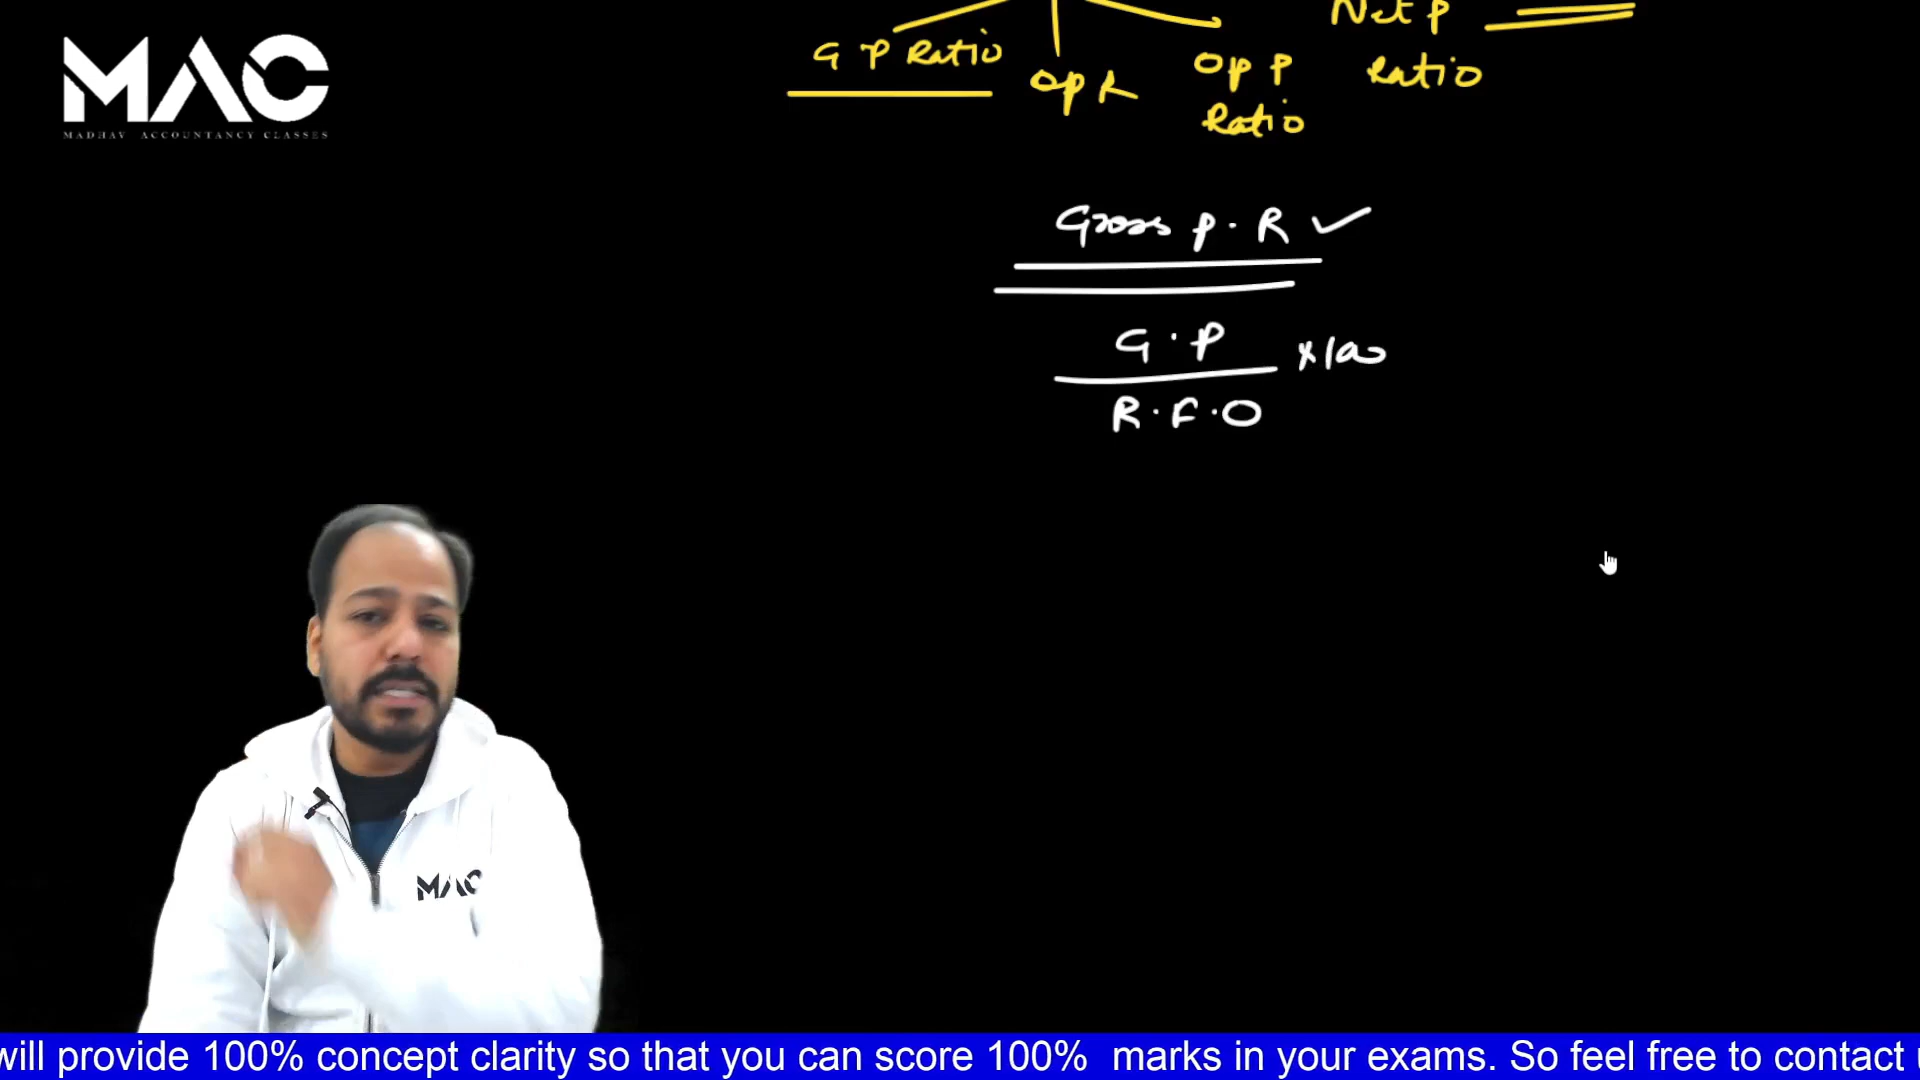 MAC
MADHAV ACCOUNTANCY CLASSES
G P Ratio
Op R
Op P
Ratio
Net P
Ratio
Gross P. R ✓
G.P
R.F.O
x100
MAC
will provide 100% concept clarity so that you can score 100% marks in your exams. So feel free to contact